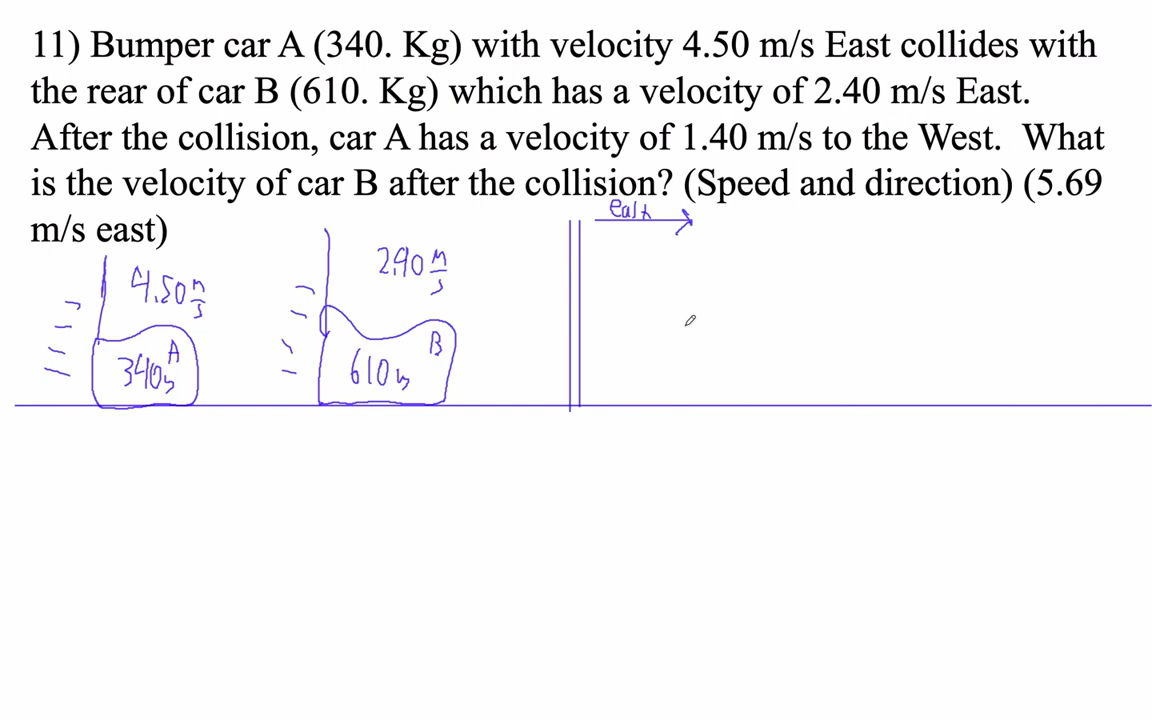 11) Bumper car A (340. Kg) with velocity 4.50 m/s East collides with
the rear of car B (610. Kg) which has a velocity of 2.40 m/s East.
After the collision, car A has a velocity of 1.40 m/s to the West. What
is the velocity of car B after the collision? (Speed and direction) (5.69
m/s east)
east
4.50 m/s
2.40 m/s
A
340 kg
B
610 kg